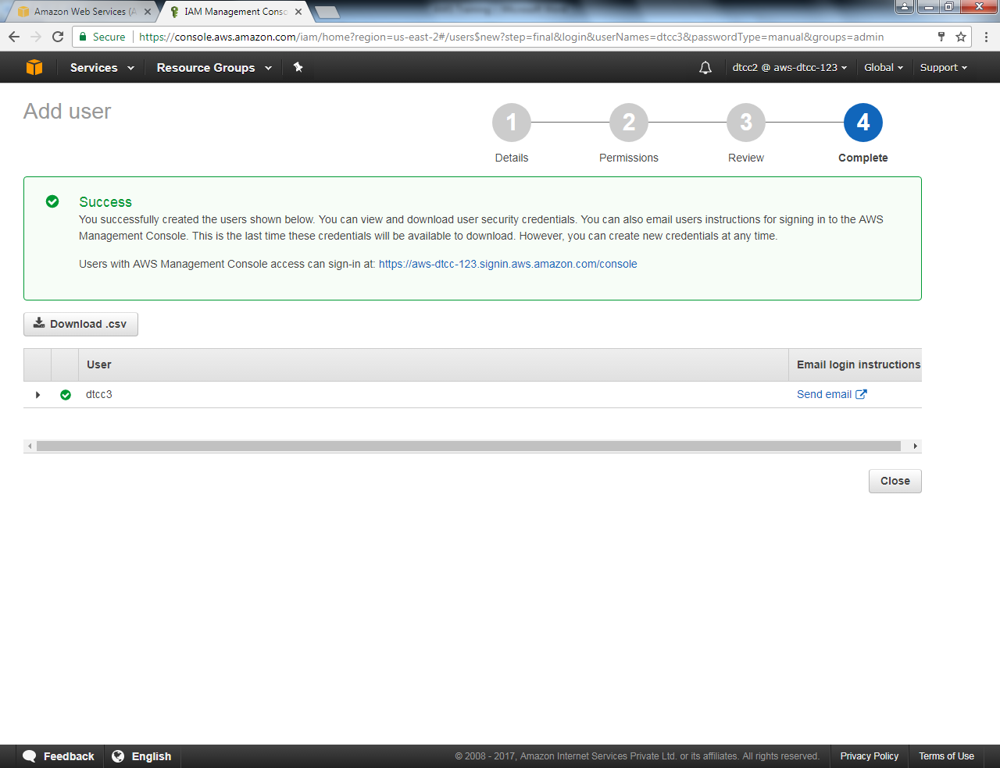 Amazon Web Services (A
IAM Management Conso
Secure https://console.aws.amazon.com/iam/home?region=us-east-2#/users$new?step=final&login&userNames=dtcc3&passwordType=manual&groups=admin
Services Resource Groups dtcc2 @ aws-dtcc-123 Global Support
Add user
1 2 3 4
Details Permissions Review Complete
Success
You successfully created the users shown below. You can view and download user security credentials. You can also email users instructions for signing in to the AWS
Management Console. This is the last time these credentials will be available to download. However, you can create new credentials at any time.
Users with AWS Management Console access can sign-in at: https://aws-dtcc-123.signin.aws.amazon.com/console
Download .csv
User Email login instructions
dtcc3 Send email
Close
Feedback English © 2008 - 2017, Amazon Internet Services Private Ltd. or its affiliates. All rights reserved. Privacy Policy Terms of Use